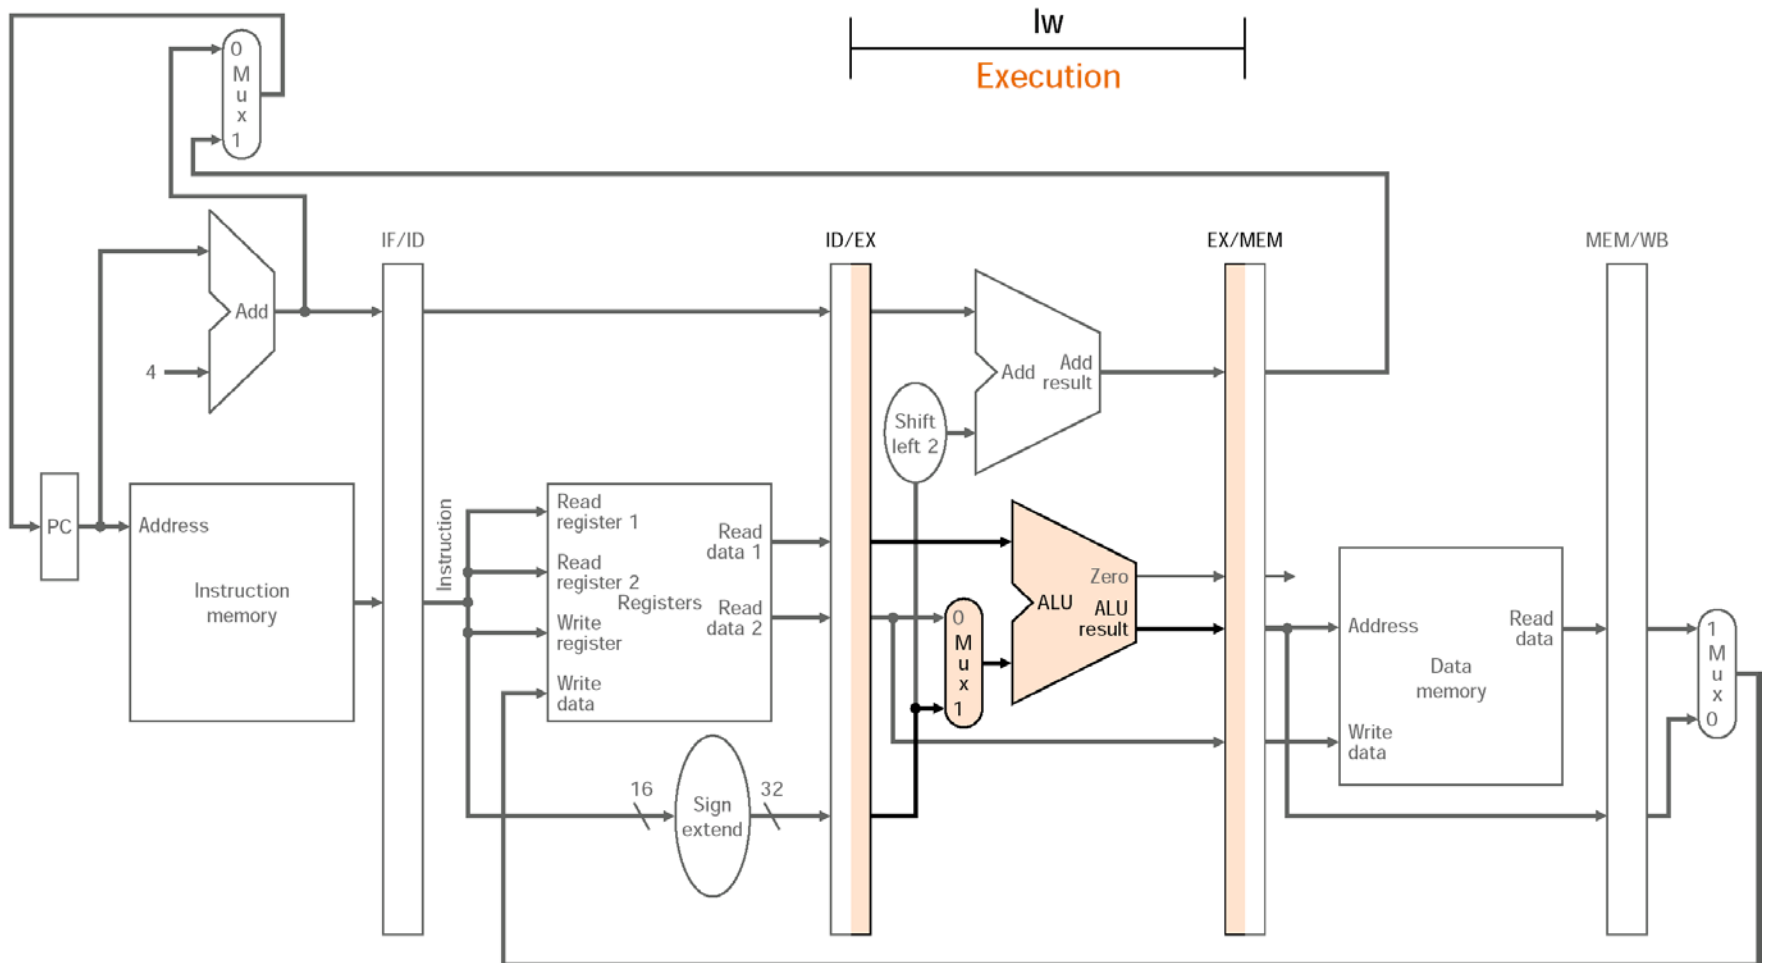 lw
Execution
0
M
u
x
1
IF/ID
ID/EX
EX/MEM
MEM/WB
Add
4
Add
Add
result
Shift
left 2
PC
Address
Instruction
memory
Instruction
Read
register 1
Read
register 2
Write
register
Write
data
Registers
Read
data 1
Read
data 2
16
Sign
extend
32
0
M
u
x
1
ALU
Zero
ALU
result
Address
Write
data
Data
memory
Read
data
1
M
u
x
0